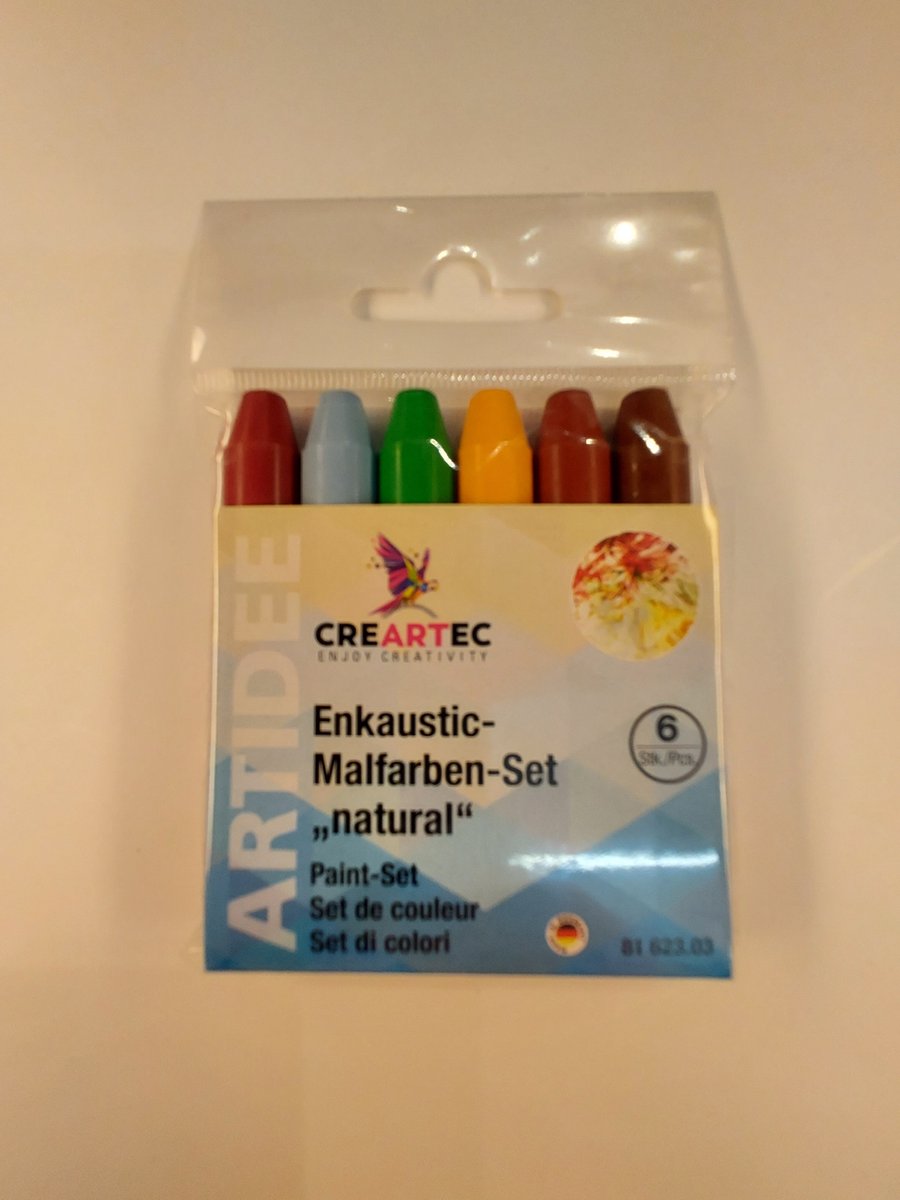 ARTIDEE
CREARTEC
ENJOY CREATIVITY
Enkaustic-
Malfarben-Set
„natural“
6
Stk./Pcs.
Paint-Set
Set de couleur
Set di colori
81 623.03